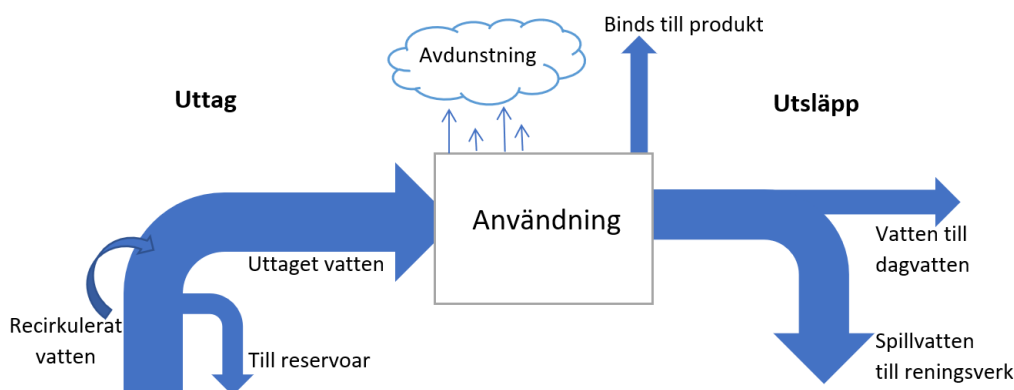 Binds till produkt
Avdunstning
Uttag
Utsläpp
Användning
Uttaget vatten
Vatten till
dagvatten
Recirkulerat
vatten
Till reservoar
Spillvatten
till reningsverk